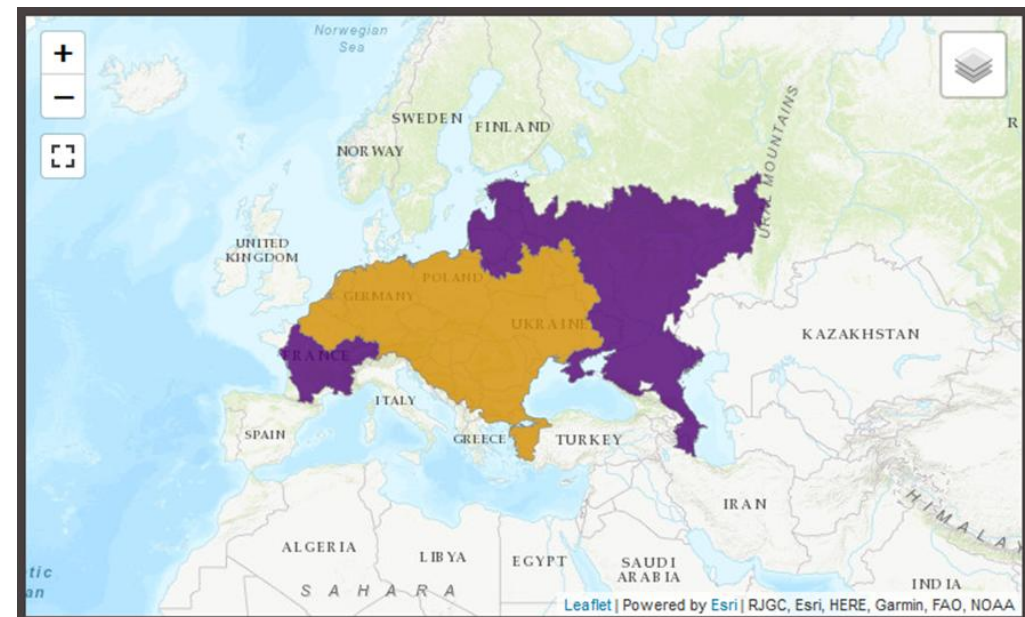 +
−
Norwegian
Sea
SWEDEN
FINLAND
NORWAY
URAL MOUNTAINS
R
UNITED
KINGDOM
POLAND
GERMANY
UKRAINE
FRANCE
KAZAKHSTAN
ITALY
SPAIN
GREECE
TURKEY
IRAN
HIMALAY
ALGERIA
LIBYA
EGYPT
SAUDI
ARABIA
INDIA
SAHARA
tic
an
Leaflet | Powered by Esri | RJGC, Esri, HERE, Garmin, FAO, NOAA